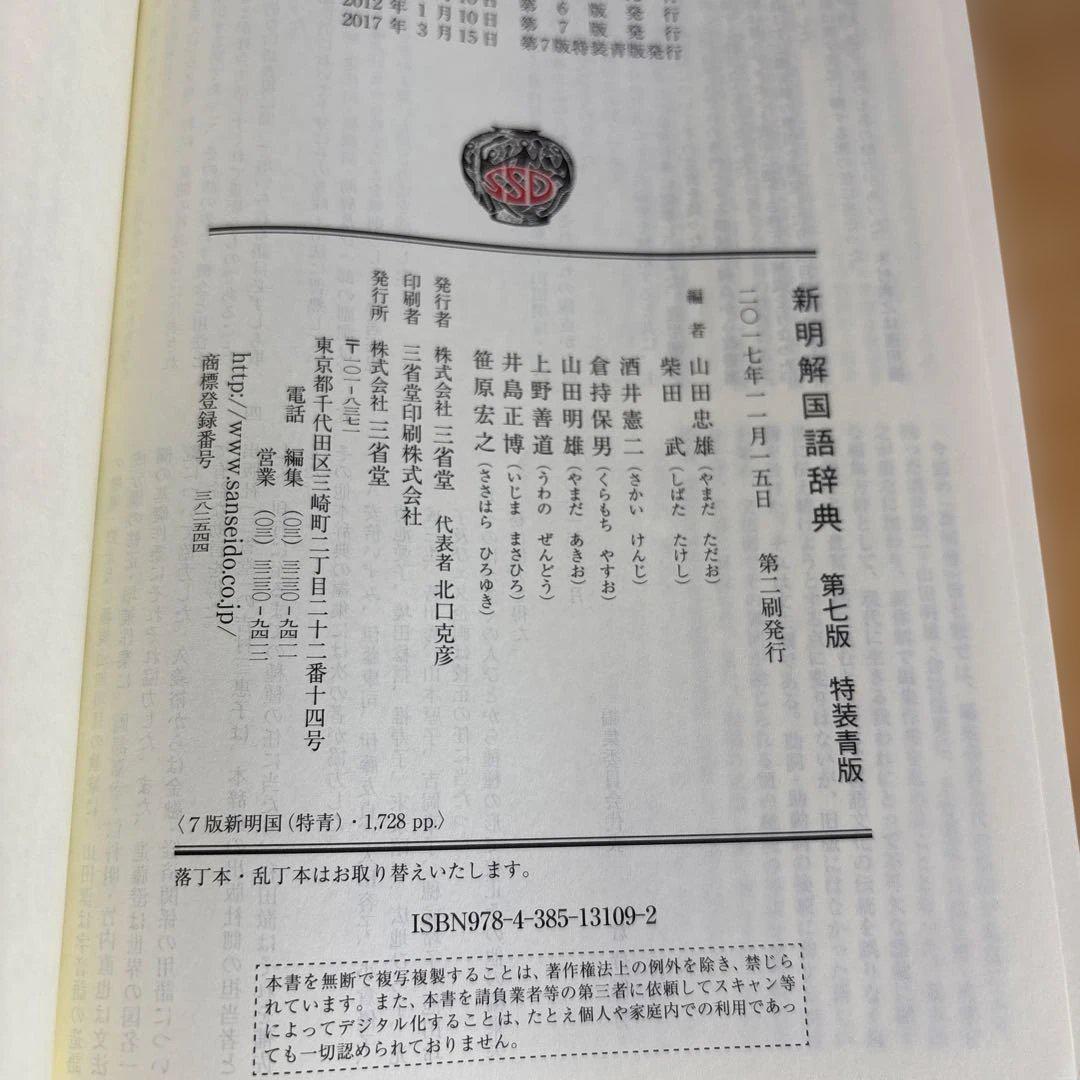 2012 年 1 月 10 日 第 7 版 発 行
2017 年 3 月 15 日 第7版特装青版発行
SSD
新明解国語辞典 第七版 特装青版
二〇一七年一一月一五日 第二刷発行
編者 山田忠雄(やまだ ただお)
柴田 武(しばた たけし)
酒井憲二(さかい けんじ)
倉持保男(くらもち やすお)
山田明雄(やまだ あきお)
上野善道(うわの ぜんどう)
井島正博(いじま まさひろ)
笹原宏之(ささはら ひろゆき)
発行者 株式会社 三省堂 代表者 北口克彦
印刷者 三省堂印刷株式会社
発行所 株式会社 三省堂
〒一〇一-八三七一
東京都千代田区三崎町二丁目二十二番十四号
電話 編集 (〇三) 三二三〇-九四一一
営業 (〇三) 三二三〇-九四一二
http://www.sanseido.co.jp/
商標登録番号 三八二五四四
〈7版新明国(特青)・1,728 pp.〉
落丁本・乱丁本はお取り替えいたします。
ISBN978-4-385-13109-2
本書を無断で複写複製することは、著作権法上の例外を除き、禁じら
れています。また、本書を請負業者等の第三者に依頼してスキャン等
によってデジタル化することは、たとえ個人や家庭内での利用であっ
ても一切認められておりません。